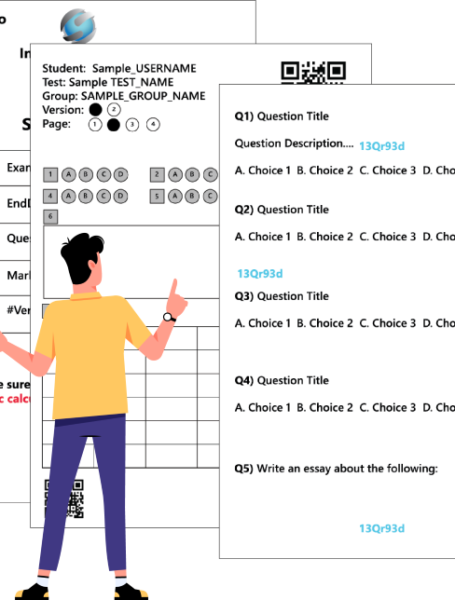 o
In
S
Exar
End
Que
Mar
#Ver
e sure
c calc
Student: Sample_USERNAME
Test: Sample TEST_NAME
Group: SAMPLE_GROUP_NAME
Version: 2
Page: 1 3 4
1 A B C D 2 A B C
4 A B C D 5 A B C
6
Q1) Question Title
Question Description.... 13Qr93d
A. Choice 1 B. Choice 2 C. Choice 3 D. Cho
Q2) Question Title
A. Choice 1 B. Choice 2 C. Choice 3 D. Cho
13Qr93d
Q3) Question Title
A. Choice 1 B. Choice 2 C. Choice 3 D. Cho
Q4) Question Title
A. Choice 1 B. Choice 2 C. Choice 3 D. Cho
Q5) Write an essay about the following:
13Qr93d